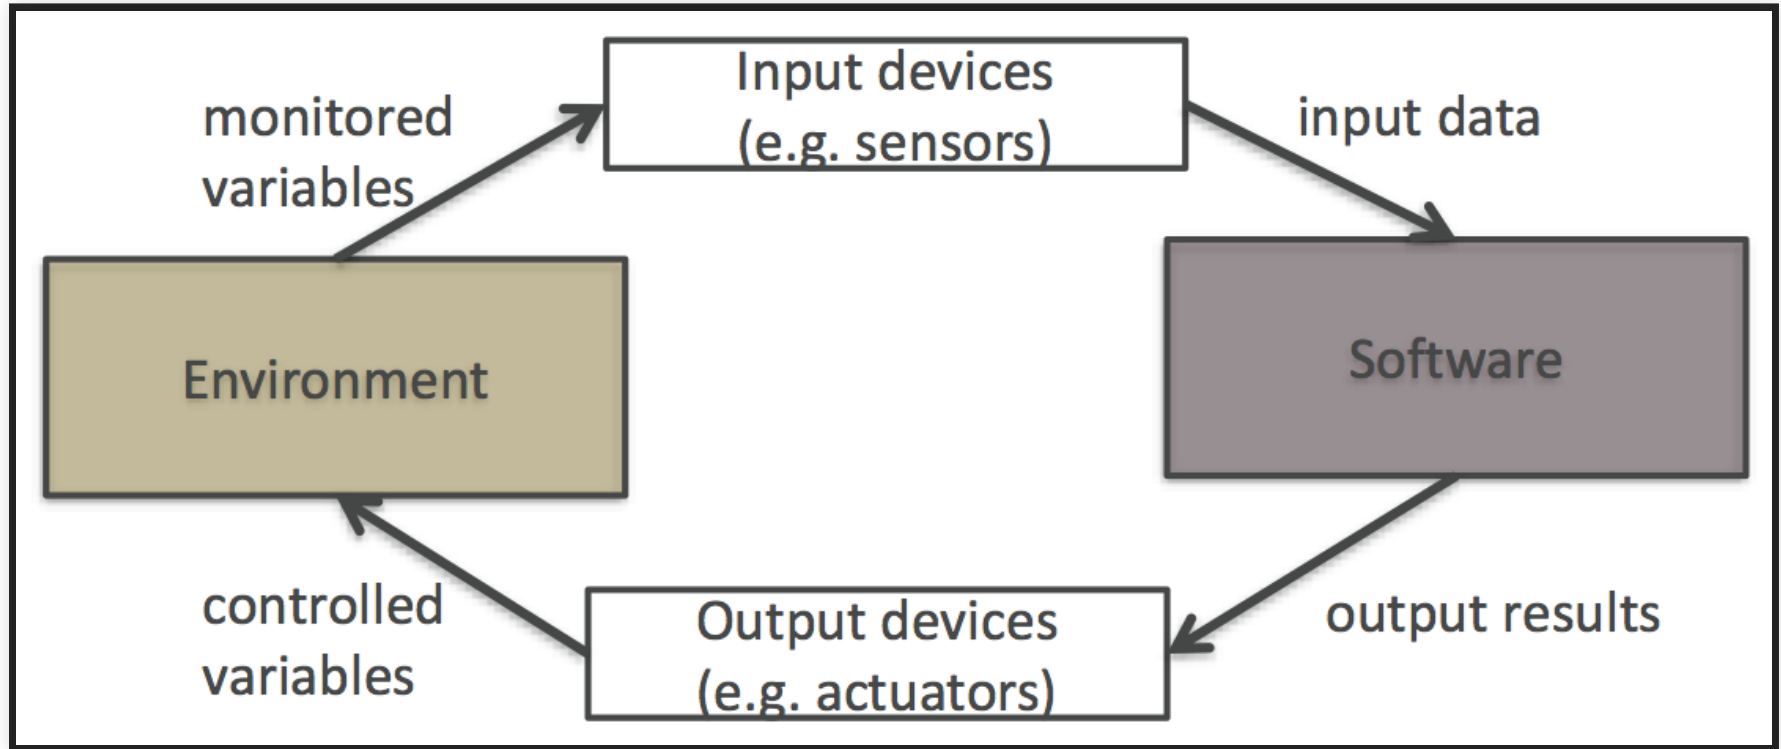 Input devices
(e.g. sensors)
monitored
variables
input data
Environment
Software
controlled
variables
Output devices
(e.g. actuators)
output results